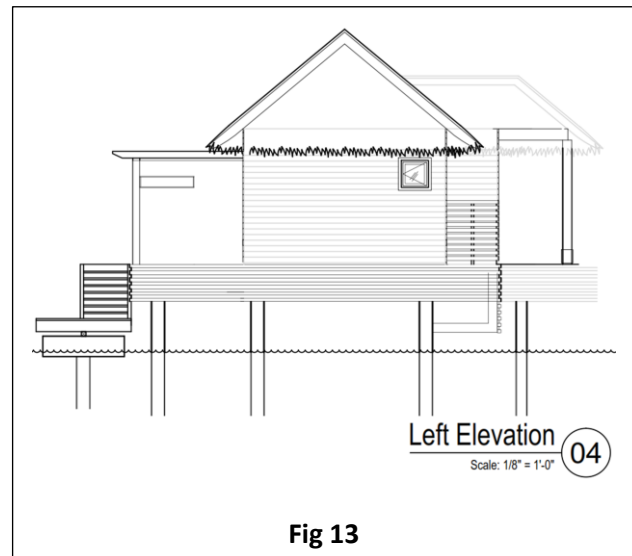 Left Elevation
04
Scale: 1/8" = 1'-0"
Fig 13